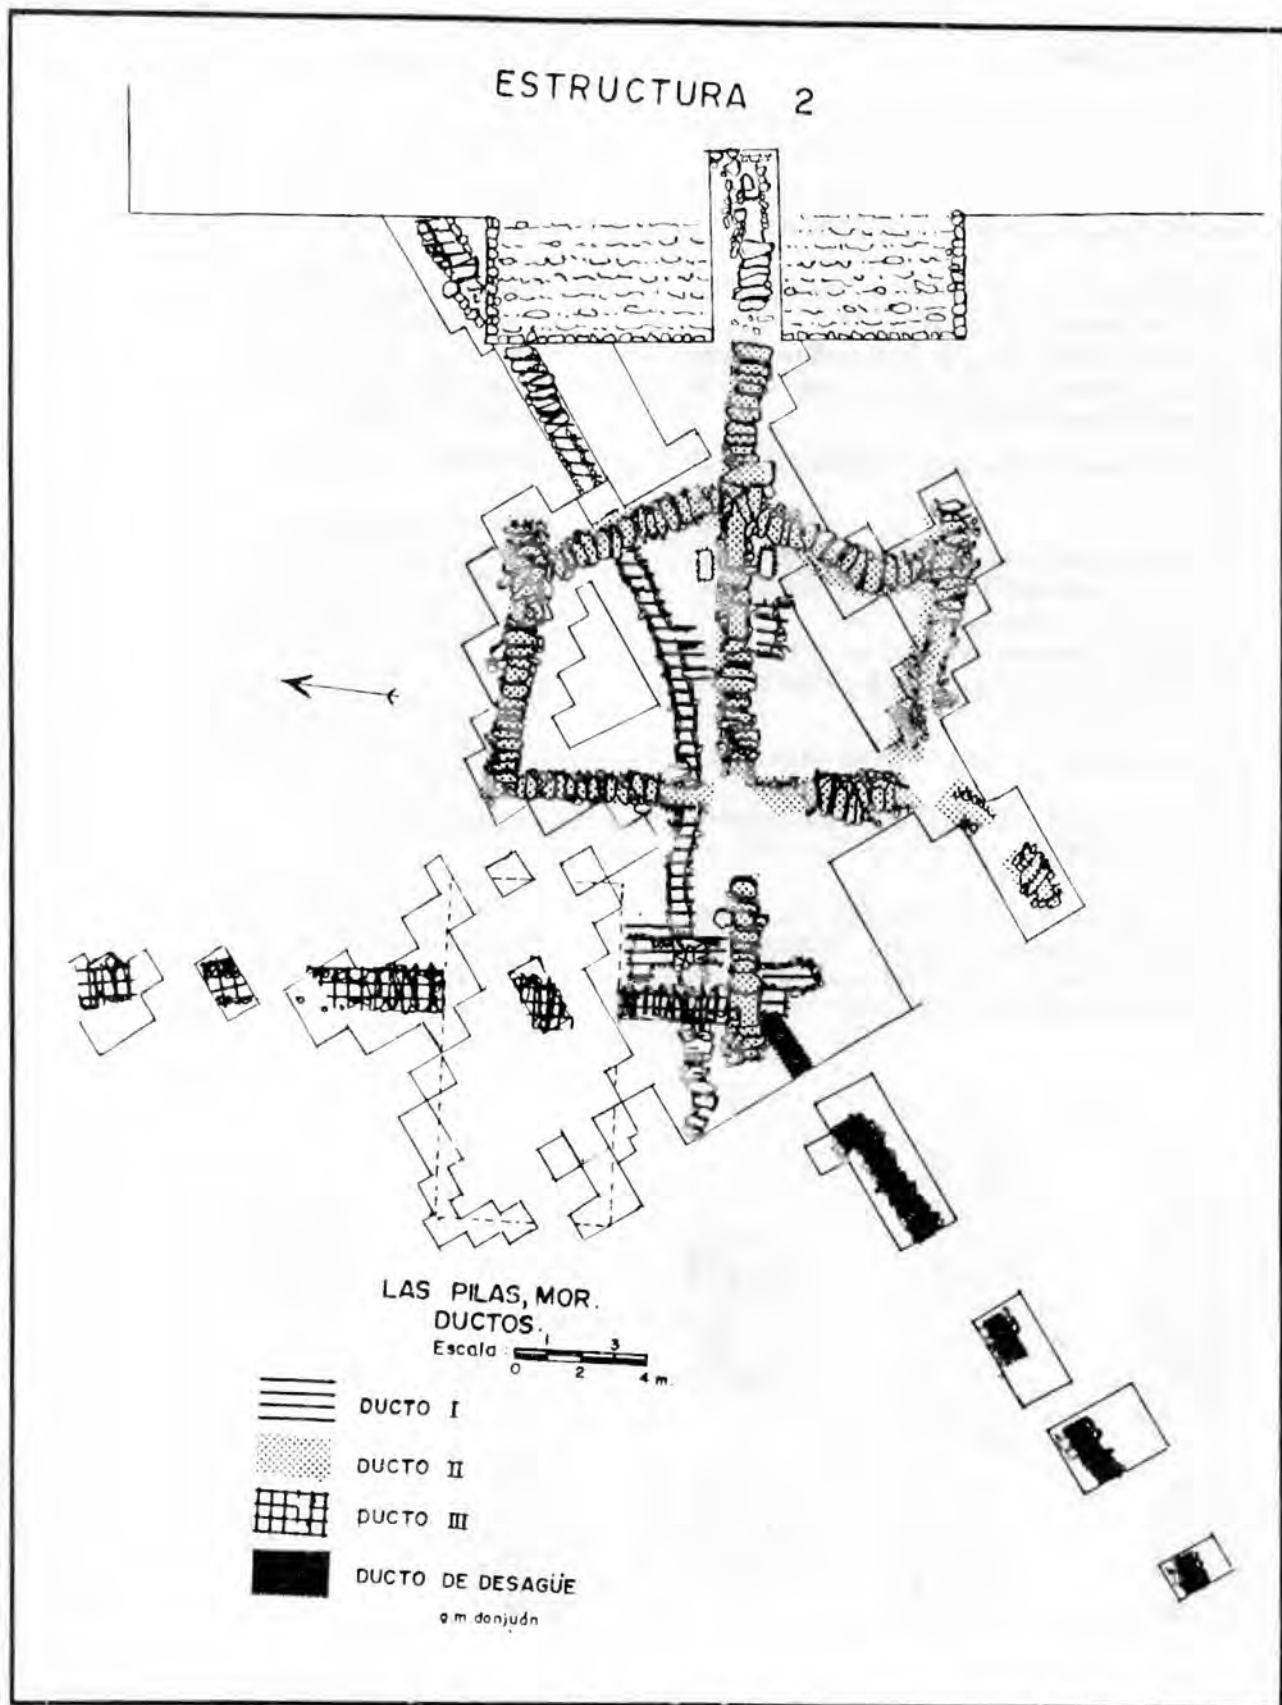 ESTRUCTURA 2
LAS PILAS, MOR.
DUCTOS.
Escala: 0 1 2 3 4 m.
DUCTO I
DUCTO II
DUCTO III
DUCTO DE DESAGÜE
g.m.donjuán